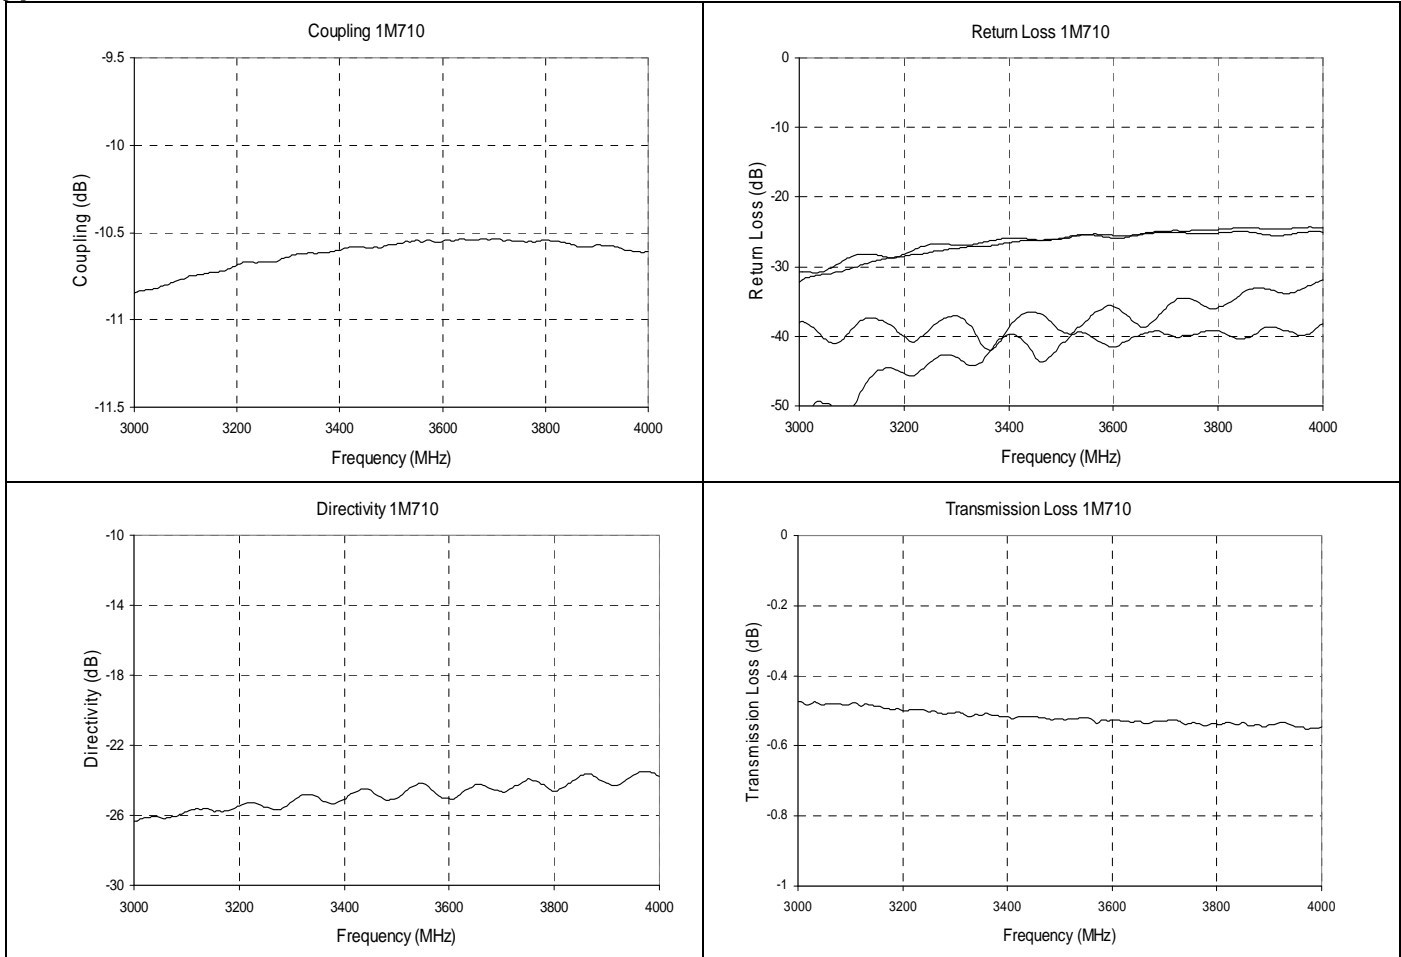 Coupling 1M710
-9.5
-10
-10.5
-11
-11.5
Coupling (dB)
3000 3200 3400 3600 3800 4000
Frequency (MHz)
Return Loss 1M710
0
-10
-20
-30
-40
-50
Return Loss (dB)
3000 3200 3400 3600 3800 4000
Frequency (MHz)
Directivity 1M710
-10
-14
-18
-22
-26
-30
Directivity (dB)
3000 3200 3400 3600 3800 4000
Frequency (MHz)
Transmission Loss 1M710
0
-0.2
-0.4
-0.6
-0.8
-1
Transmission Loss (dB)
3000 3200 3400 3600 3800 4000
Frequency (MHz)